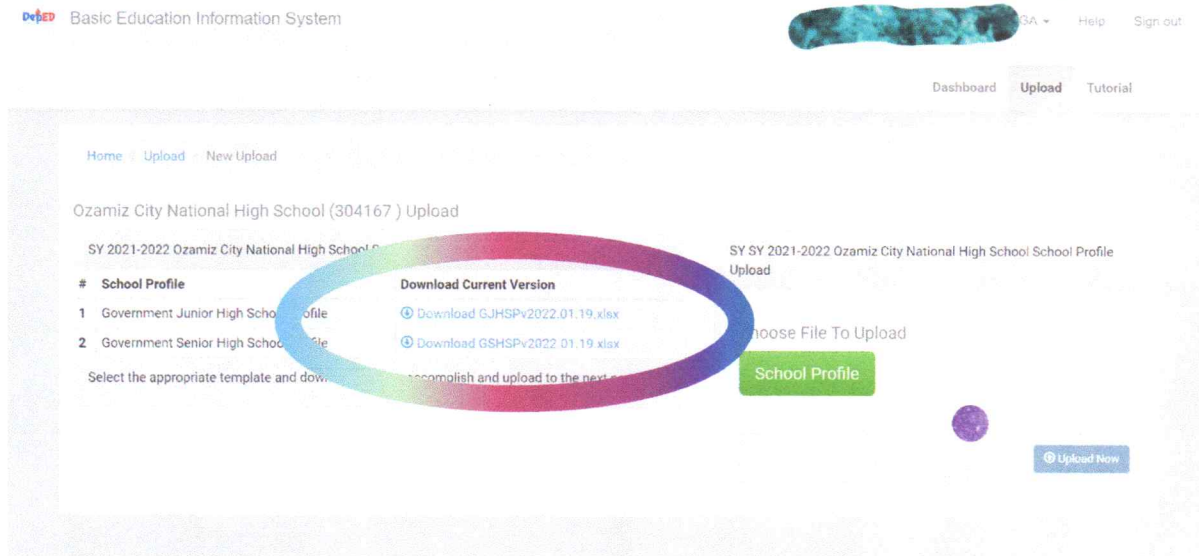 DepED Basic Education Information System
Help Sign out
Dashboard Upload Tutorial
Home / Upload / New Upload
Ozamiz City National High School (304167 ) Upload
SY 2021-2022 Ozamiz City National High School
# School Profile Download Current Version
1 Government Junior High School Download GJHSPv2022.01.19.xlsx
2 Government Senior High School Download GSHSPv2022.01.19.xlsx
Select the appropriate template and accomplish and upload to the next
SY SY 2021-2022 Ozamiz City National High School School Profile
Upload
File To Upload
School Profile
Upload Now